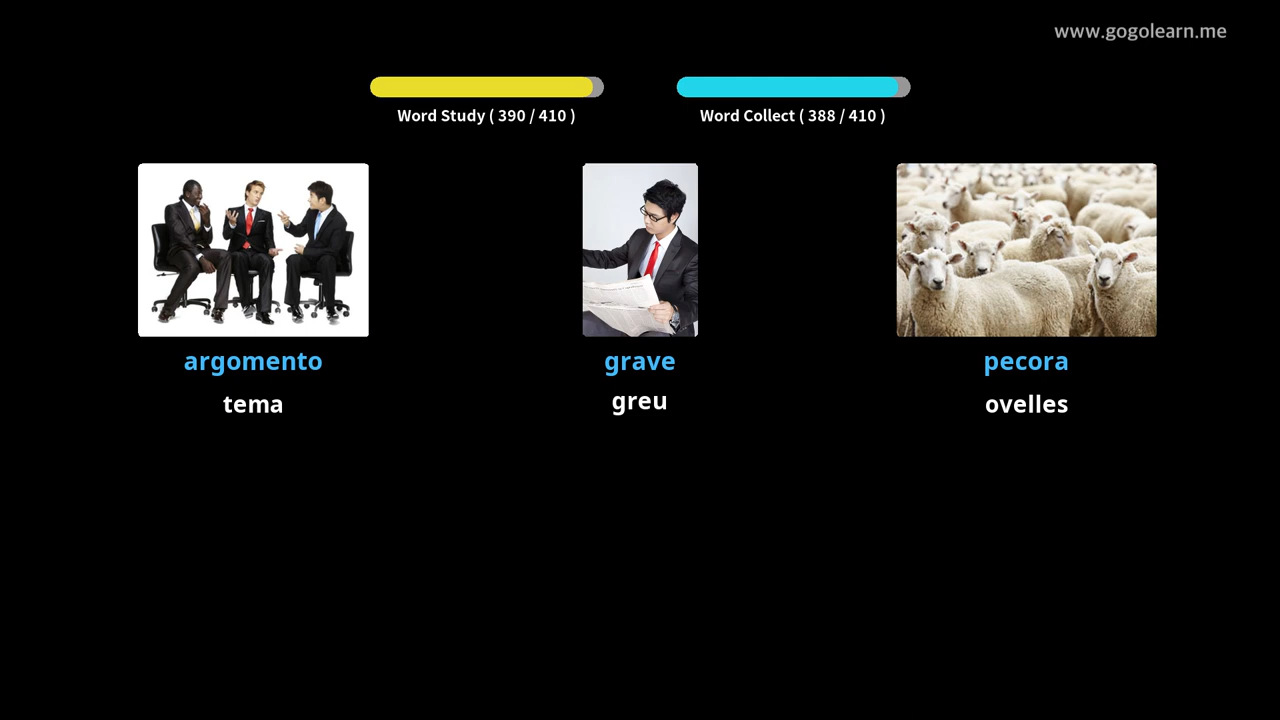 www.gogolearn.me
Word Study ( 390 / 410 )
Word Collect ( 388 / 410 )
argomento
tema
grave
greu
pecora
ovelles